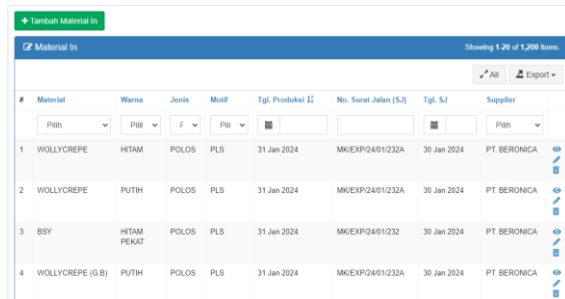 Tambah Material In
Material In Showing 1-20 of 1,200 items.
All Export
# Material Warna Jenis Motif Tgl. Produksi No. Surat Jalan (SJ) Tgl. SJ Supplier
Pilih Pilih F Pili Pilih
1 WOLLYCREPE HITAM POLOS PLS 31 Jan 2024 MK/EXP/24/01/232A 30 Jan 2024 PT. BERONICA
2 WOLLYCREPE PUTIH POLOS PLS 31 Jan 2024 MK/EXP/24/01/232A 30 Jan 2024 PT. BERONICA
3 BSY HITAM PEKAT POLOS PLS 31 Jan 2024 MK/EXP/24/01/232 30 Jan 2024 PT. BERONICA
4 WOLLYCREPE (G.B) PUTIH POLOS PLS 31 Jan 2024 MK/EXP/24/01/232A 30 Jan 2024 PT. BERONICA